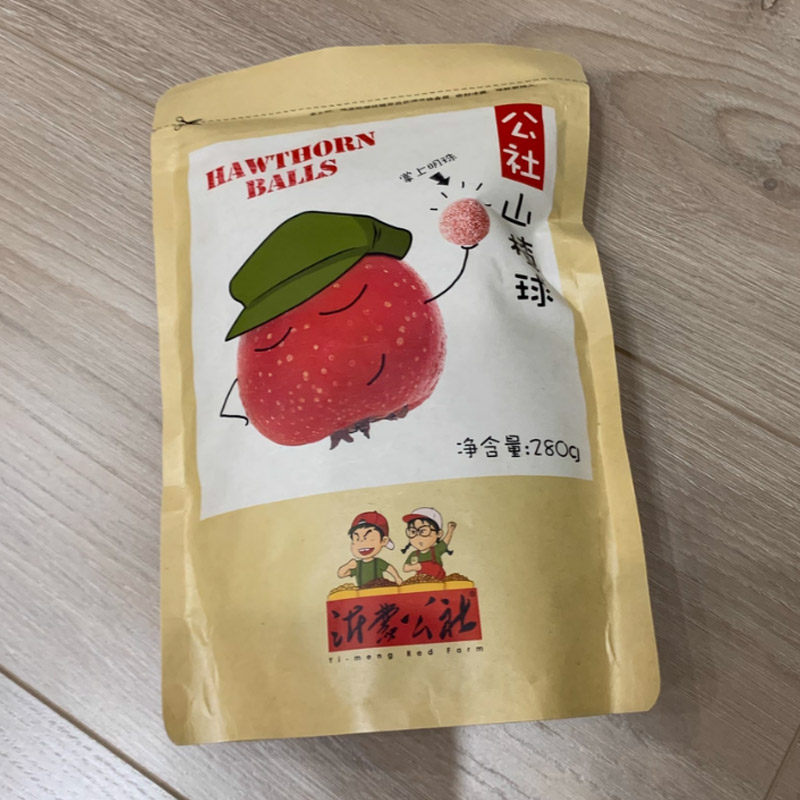 HAWTHORN
BALLS
掌上明珠
公社
山楂球
净含量:280g
沂蒙公社
Yi-meng Red Farm